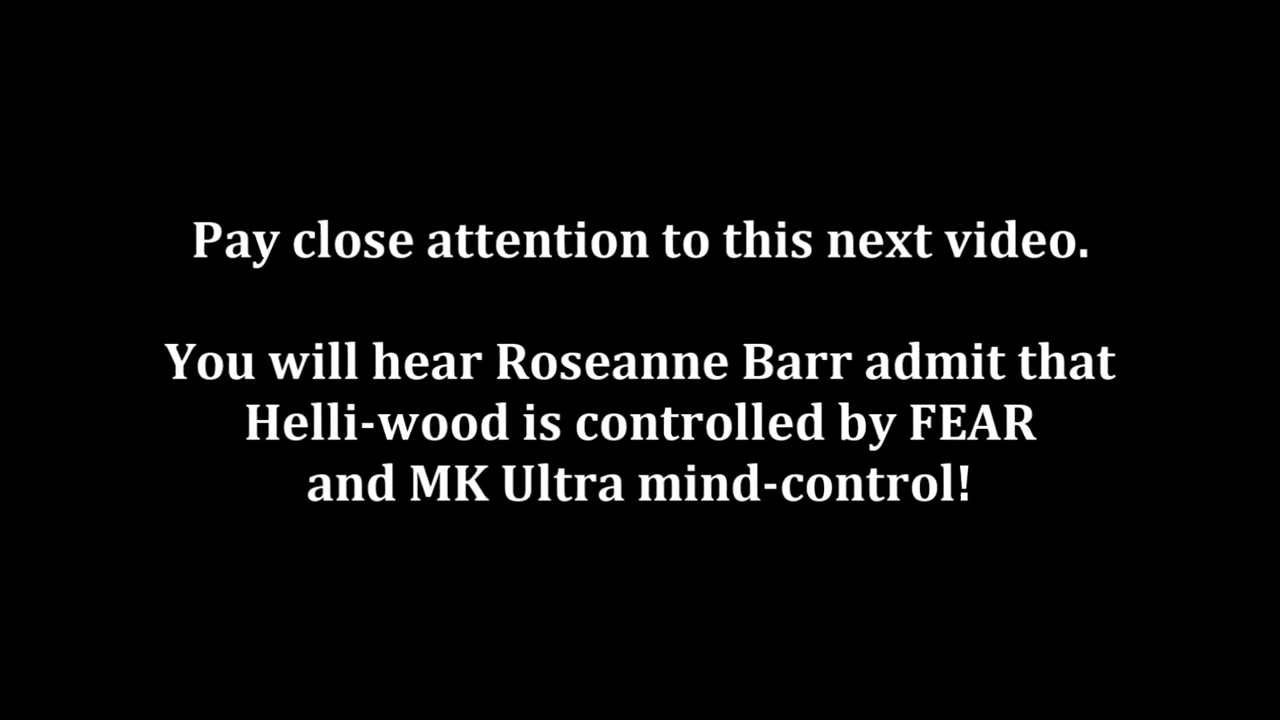 Pay close attention to this next video.
You will hear Roseanne Barr admit that
Helli-wood is controlled by FEAR
and MK Ultra mind-control!